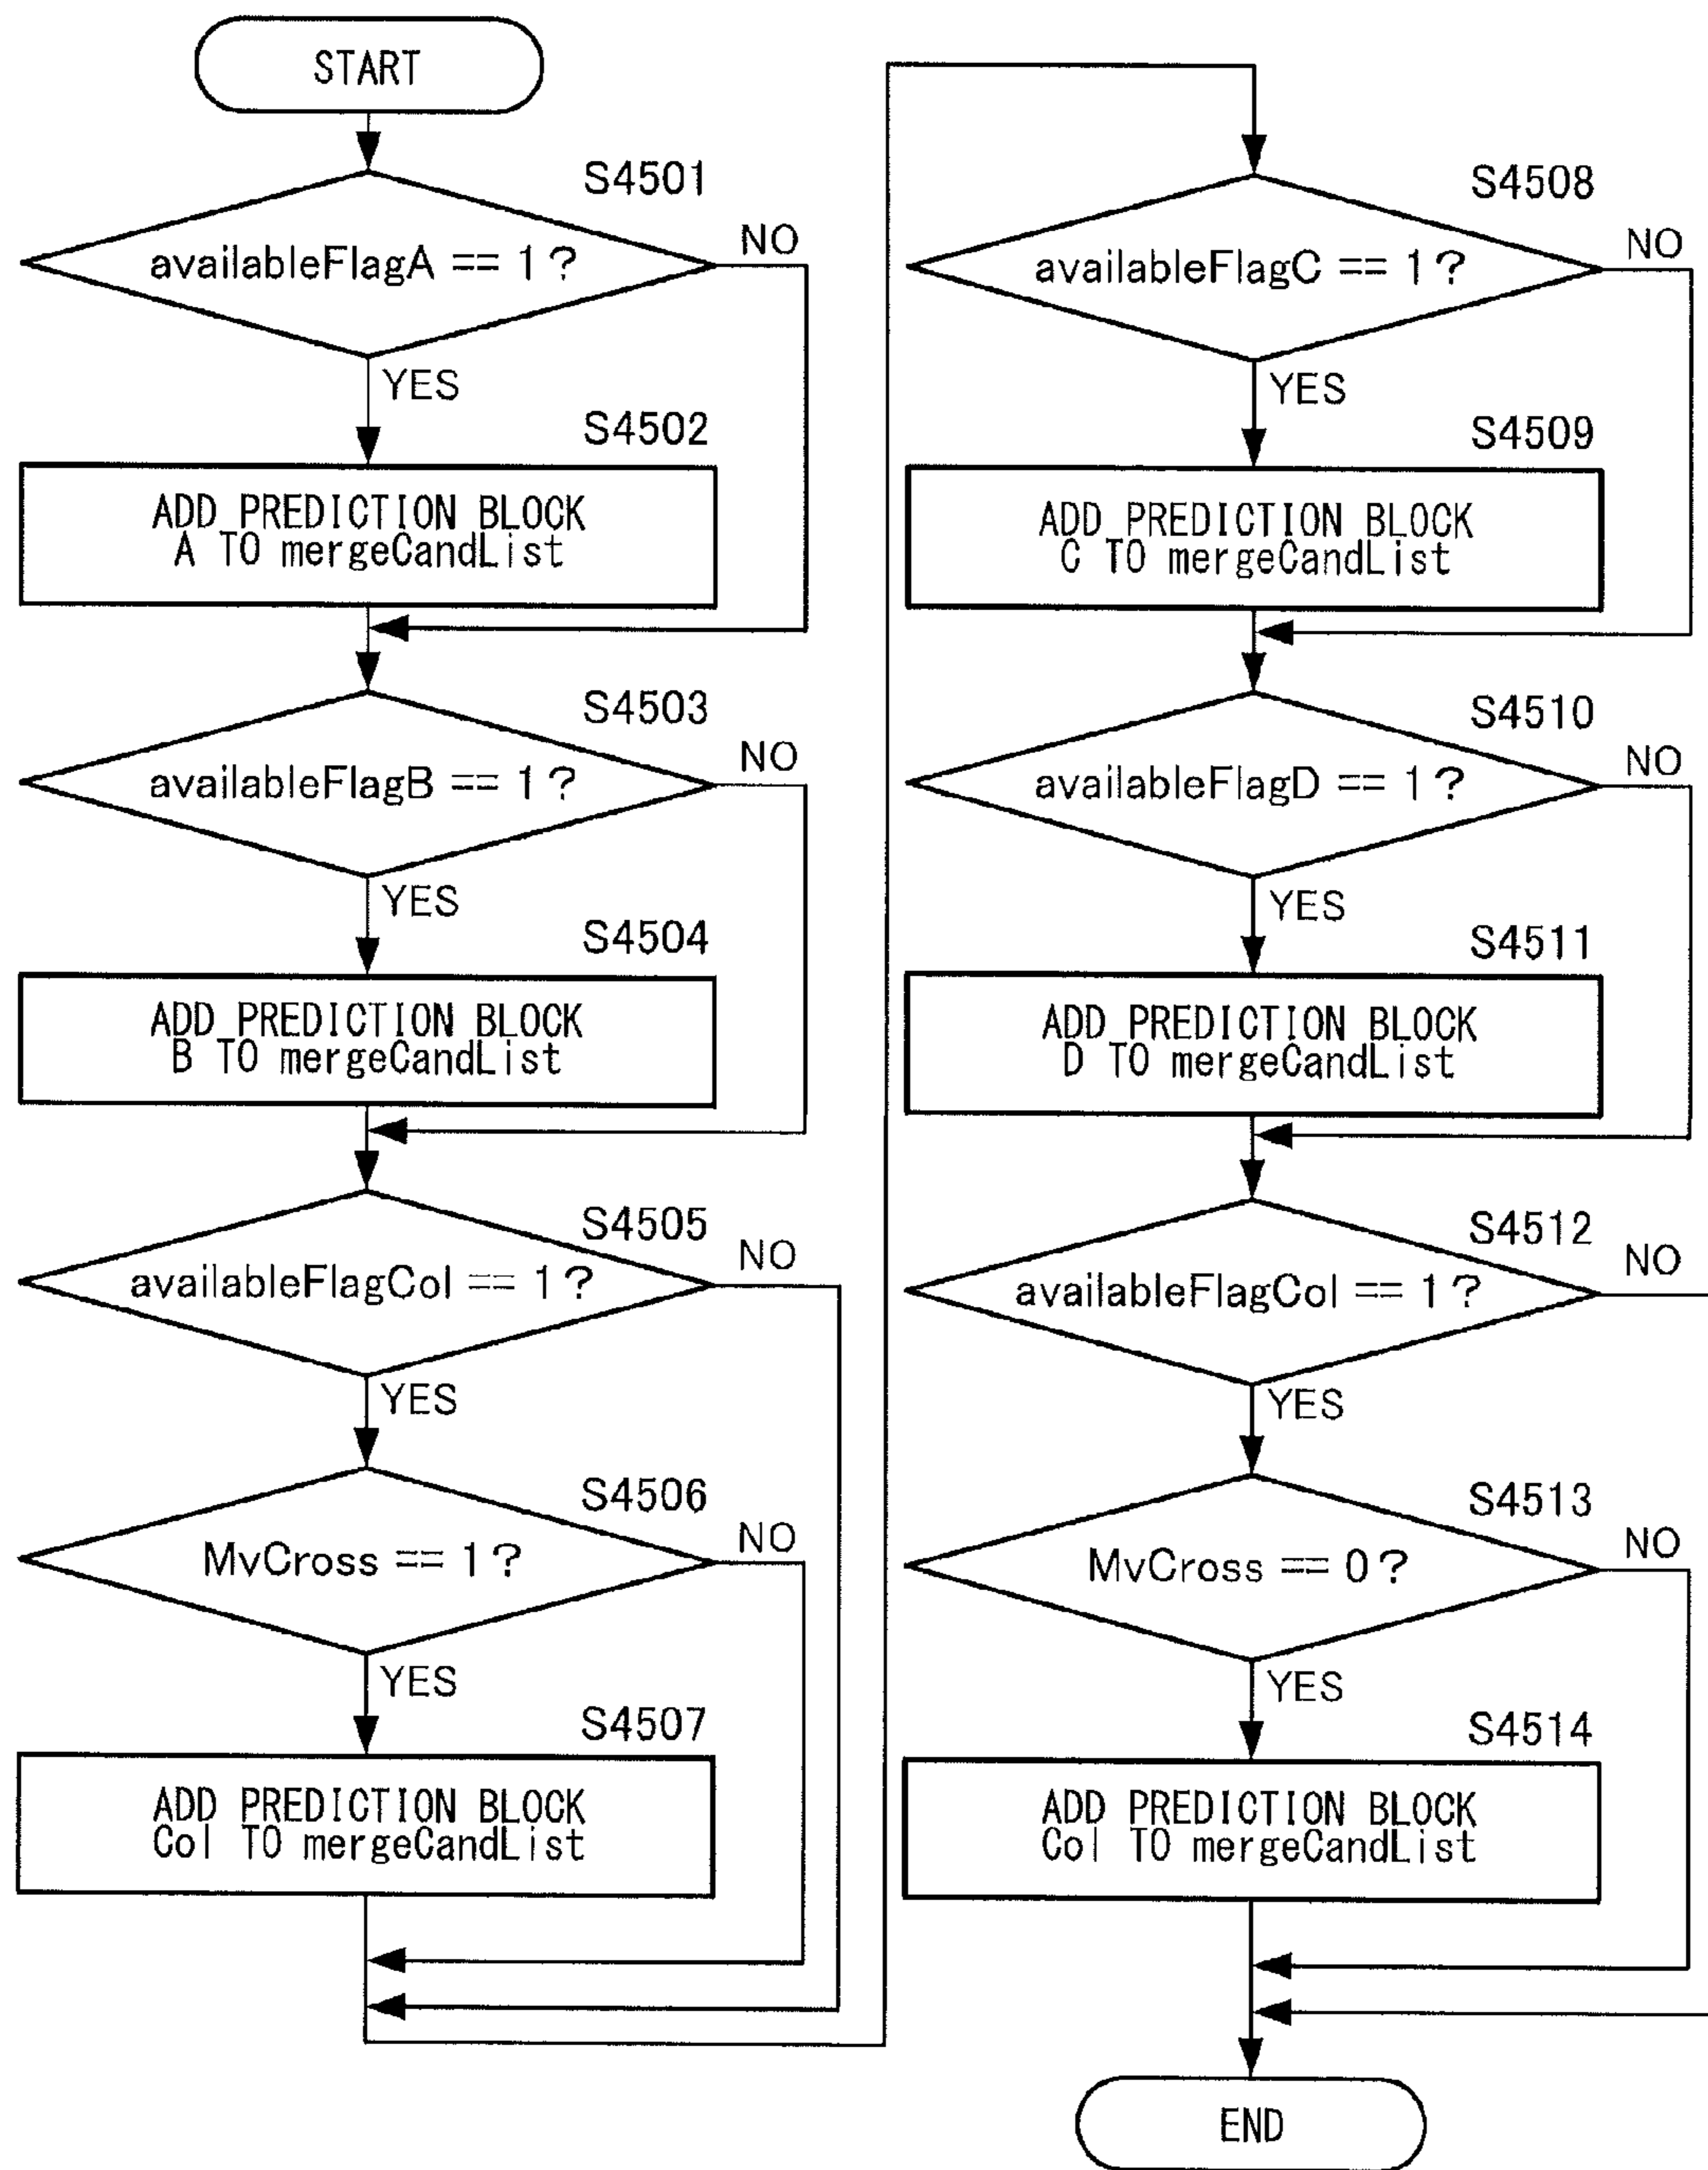 START
S4501
availableFlagA == 1?
NO
YES
S4502
ADD PREDICTION BLOCK
A TO mergeCandList
S4503
availableFlagB == 1?
NO
YES
S4504
ADD PREDICTION BLOCK
B TO mergeCandList
S4505
availableFlagCol == 1?
NO
YES
S4506
MvCross == 1?
NO
YES
S4507
ADD PREDICTION BLOCK
Col TO mergeCandList
S4508
availableFlagC == 1?
NO
YES
S4509
ADD PREDICTION BLOCK
C TO mergeCandList
S4510
availableFlagD == 1?
NO
YES
S4511
ADD PREDICTION BLOCK
D TO mergeCandList
S4512
availableFlagCol == 1?
NO
YES
S4513
MvCross == 0?
NO
YES
S4514
ADD PREDICTION BLOCK
Col TO mergeCandList
END